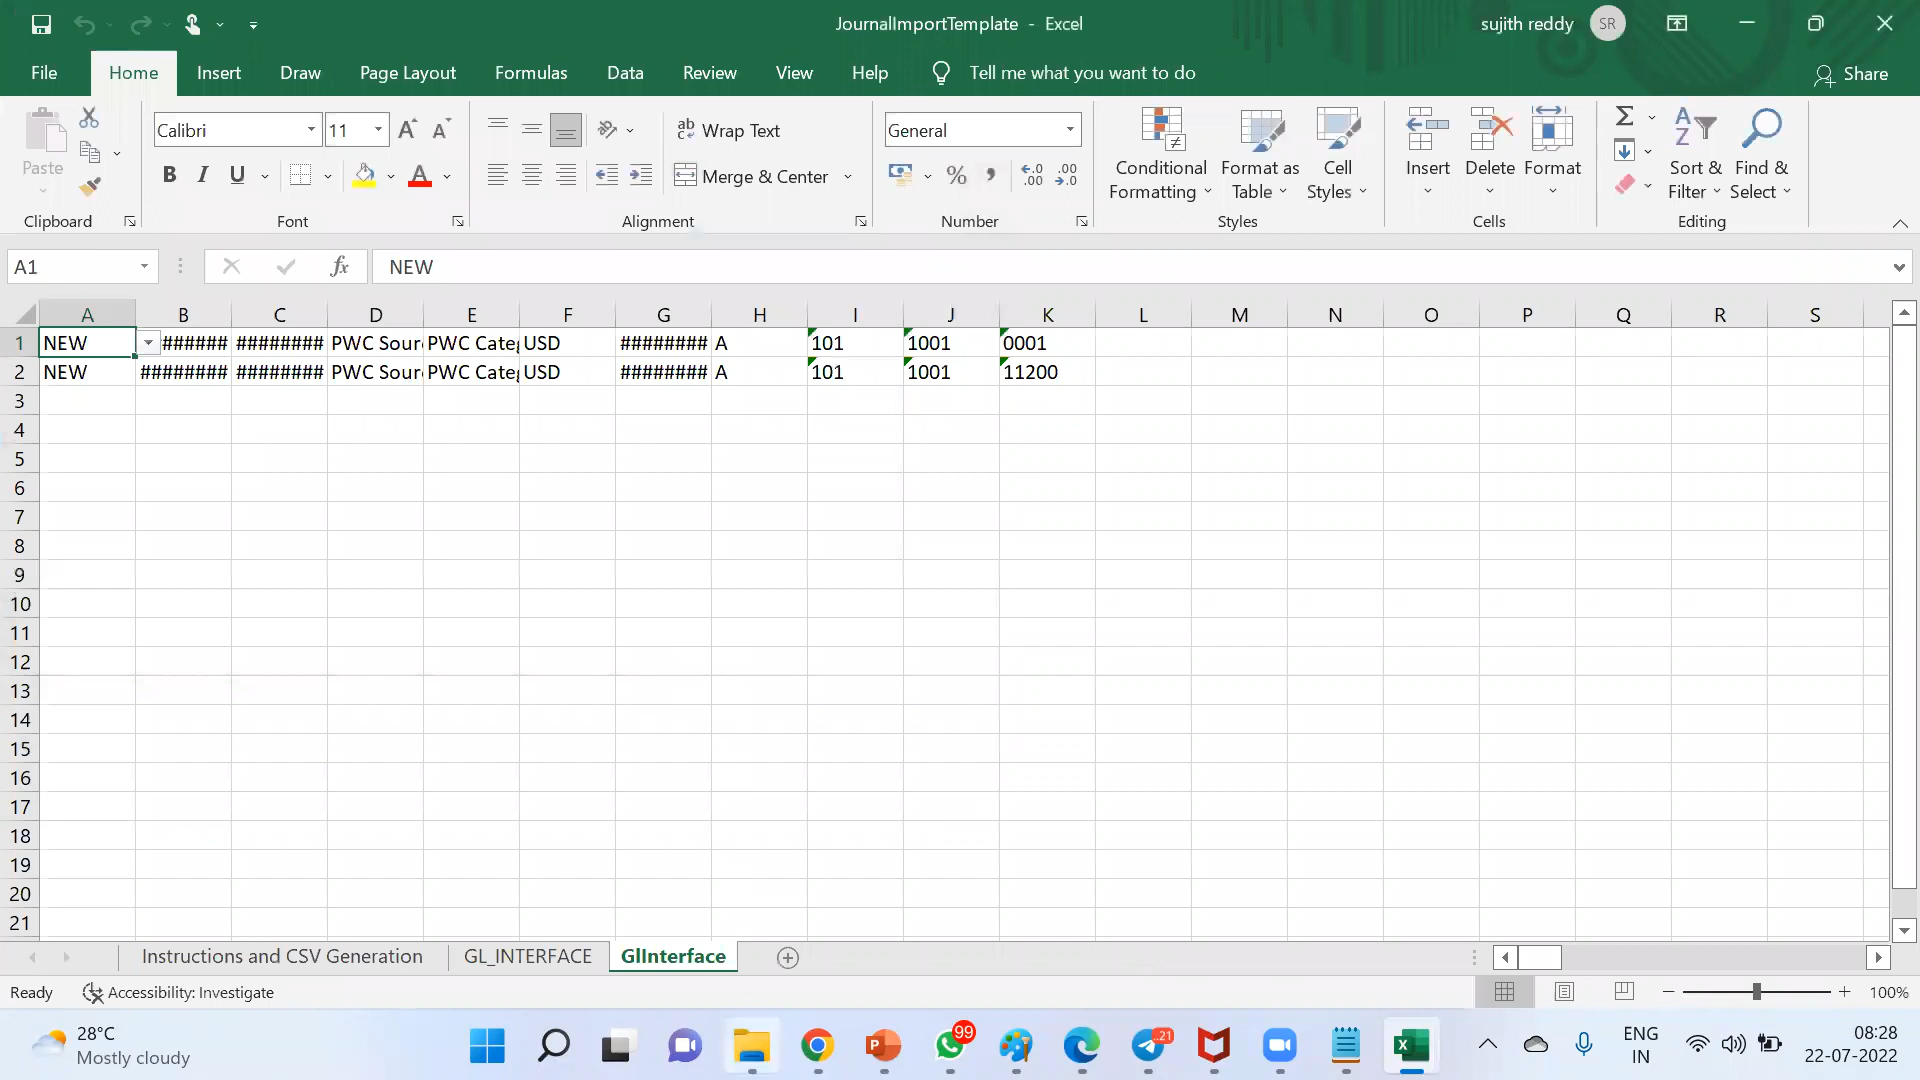 JournalImportTemplate - Excel
sujith reddy SR
File Home Insert Draw Page Layout Formulas Data Review View Help Tell me what you want to do Share
Paste
Clipboard
Calibri 11
B I U
Font
Wrap Text
Merge & Center
Alignment
General
Number
Conditional Formatting
Format as Table
Cell Styles
Styles
Insert Delete Format
Cells
Sort & Filter
Find & Select
Editing
A1 fx NEW
A B C D E F G H I J K L M N O P Q R S
1 NEW ###### ######## PWC Sour PWC Categ USD ######## A 101 1001 0001
2 NEW ######## ######## PWC Sour PWC Categ USD ######## A 101 1001 11200
3
4
5
6
7
8
9
10
11
12
13
14
15
16
17
18
19
20
21
Instructions and CSV Generation GL_INTERFACE GlInterface
Ready Accessibility: Investigate 100%
28°C
Mostly cloudy
99
21
ENG
IN
08:28
22-07-2022